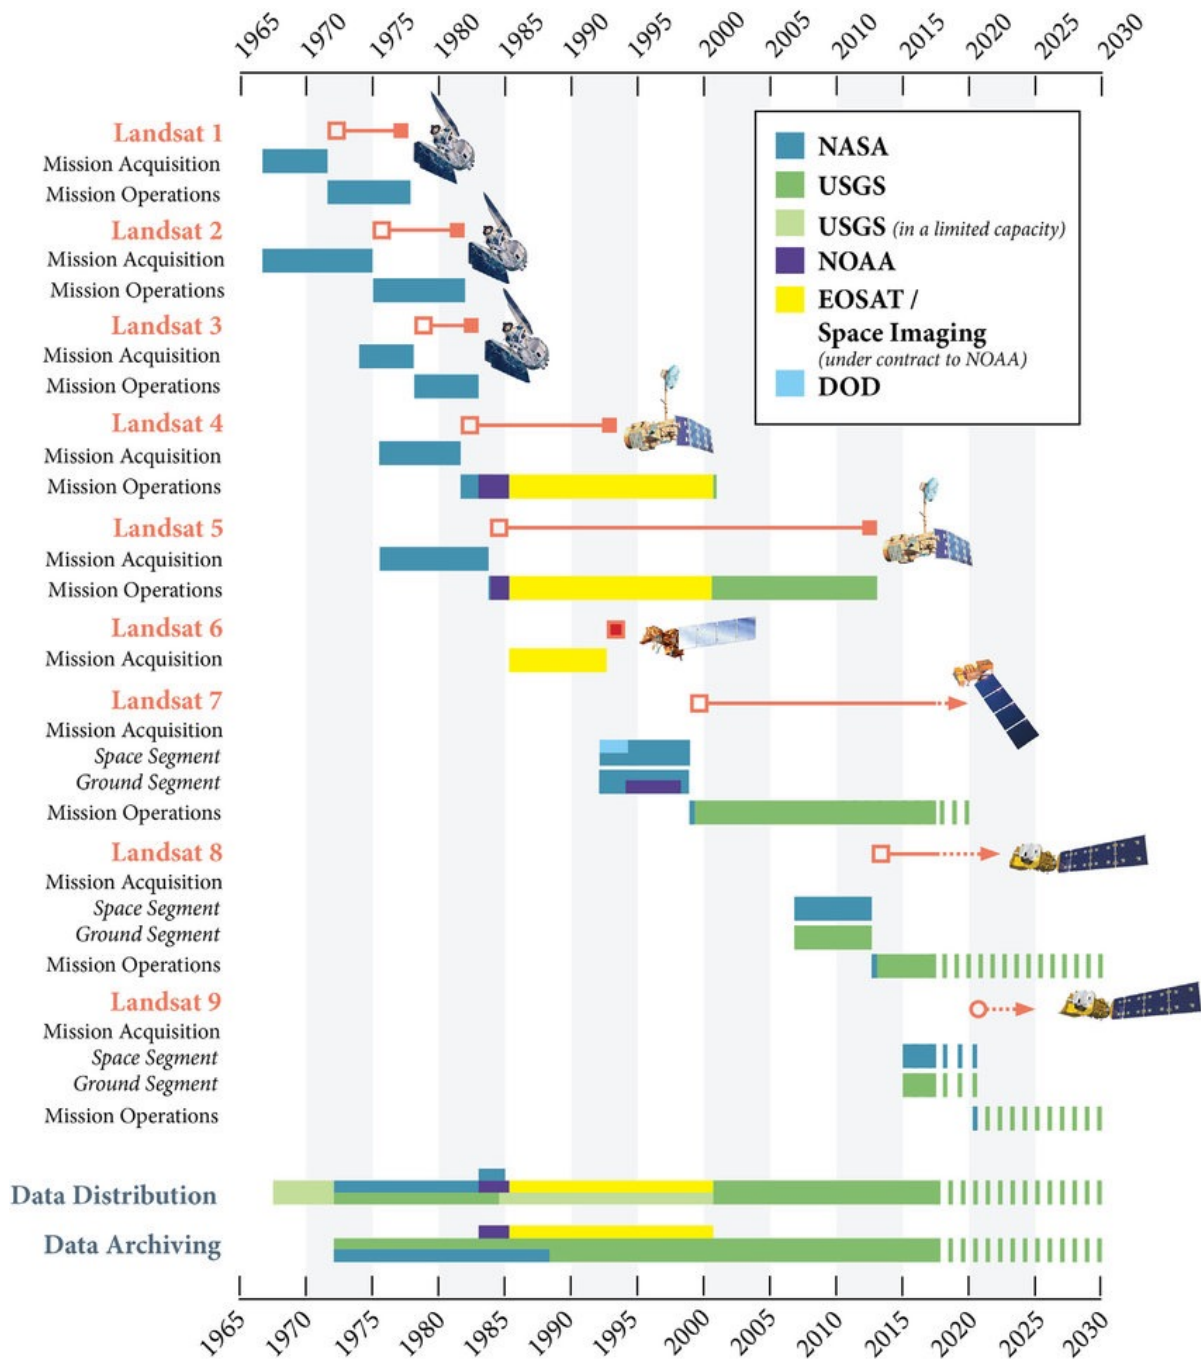 1965 1970 1975 1980 1985 1990 1995 2000 2005 2010 2015 2020 2025 2030
NASA
USGS
USGS (in a limited capacity)
NOAA
EOSAT /
Space Imaging
(under contract to NOAA)
DOD
Landsat 1
Mission Acquisition
Mission Operations
Landsat 2
Mission Acquisition
Mission Operations
Landsat 3
Mission Acquisition
Mission Operations
Landsat 4
Mission Acquisition
Mission Operations
Landsat 5
Mission Acquisition
Mission Operations
Landsat 6
Mission Acquisition
Landsat 7
Mission Acquisition
Space Segment
Ground Segment
Mission Operations
Landsat 8
Mission Acquisition
Space Segment
Ground Segment
Mission Operations
Landsat 9
Mission Acquisition
Space Segment
Ground Segment
Mission Operations
Data Distribution
Data Archiving
1965 1970 1975 1980 1985 1990 1995 2000 2005 2010 2015 2020 2025 2030